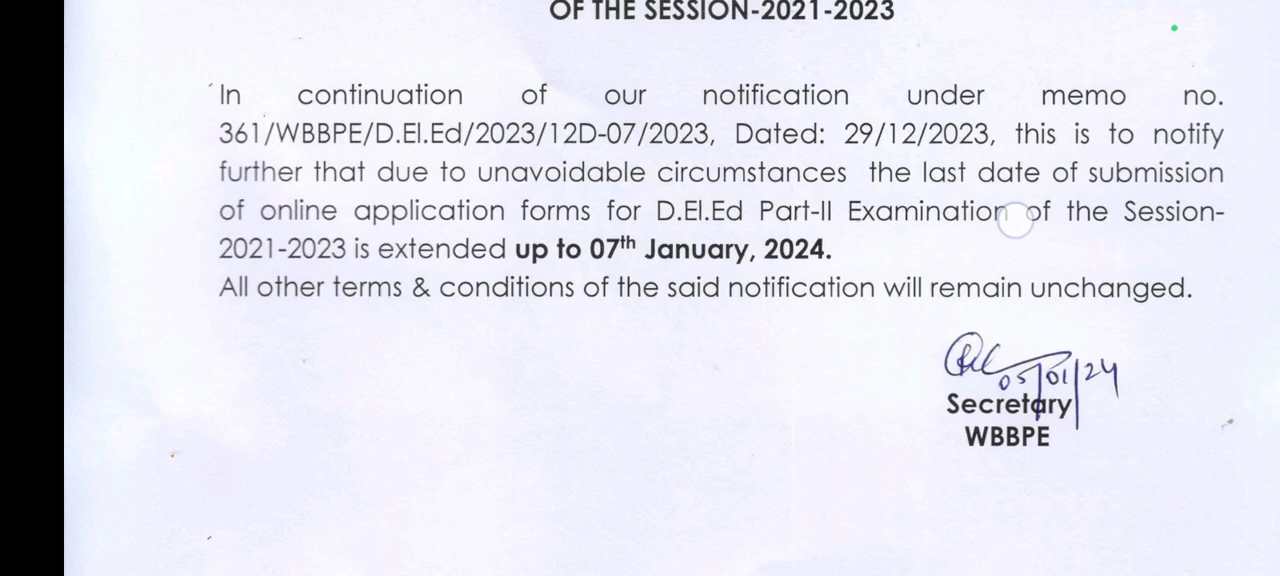 OF THE SESSION-2021-2023
In continuation of our notification under memo no.
361/WBBPE/D.El.Ed/2023/12D-07/2023, Dated: 29/12/2023, this is to notify
further that due to unavoidable circumstances the last date of submission
of online application forms for D.El.Ed Part-II Examination of the Session-
2021-2023 is extended up to 07th January, 2024.
All other terms & conditions of the said notification will remain unchanged.
05/01/24
Secretary
WBBPE